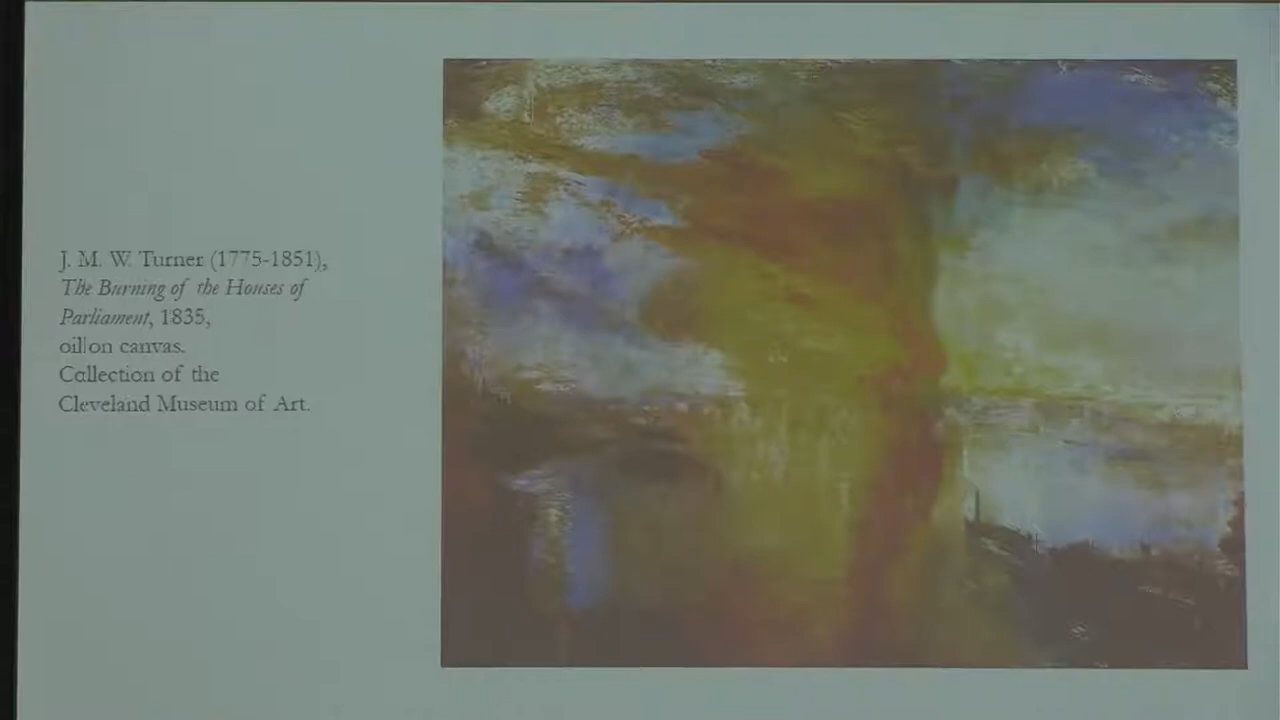 J. M. W. Turner (1775-1851),
The Burning of the Houses of
Parliament, 1835,
oil on canvas.
Collection of the
Cleveland Museum of Art.